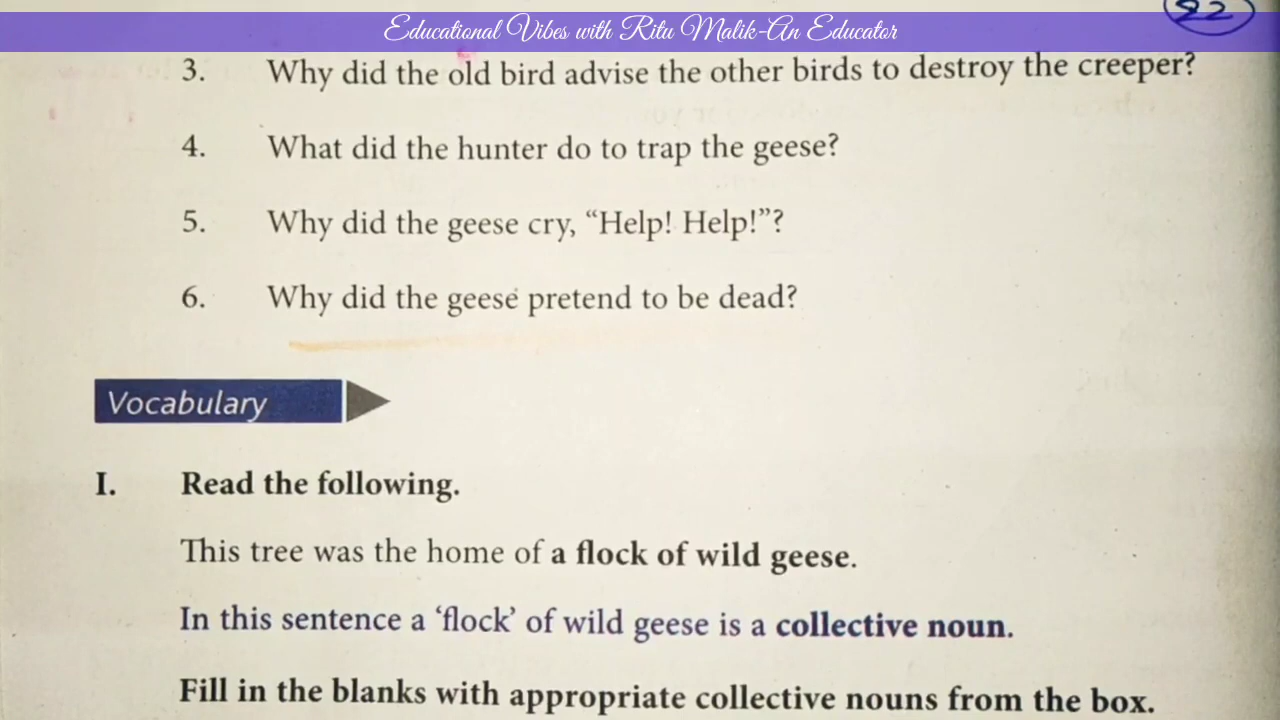 22
Educational Vibes with Ritu Malik-An Educator
3. Why did the old bird advise the other birds to destroy the creeper?
4. What did the hunter do to trap the geese?
5. Why did the geese cry, “Help! Help!”?
6. Why did the geese pretend to be dead?
Vocabulary
I. Read the following.
This tree was the home of a flock of wild geese.
In this sentence a ‘flock’ of wild geese is a collective noun.
Fill in the blanks with appropriate collective nouns from the box.